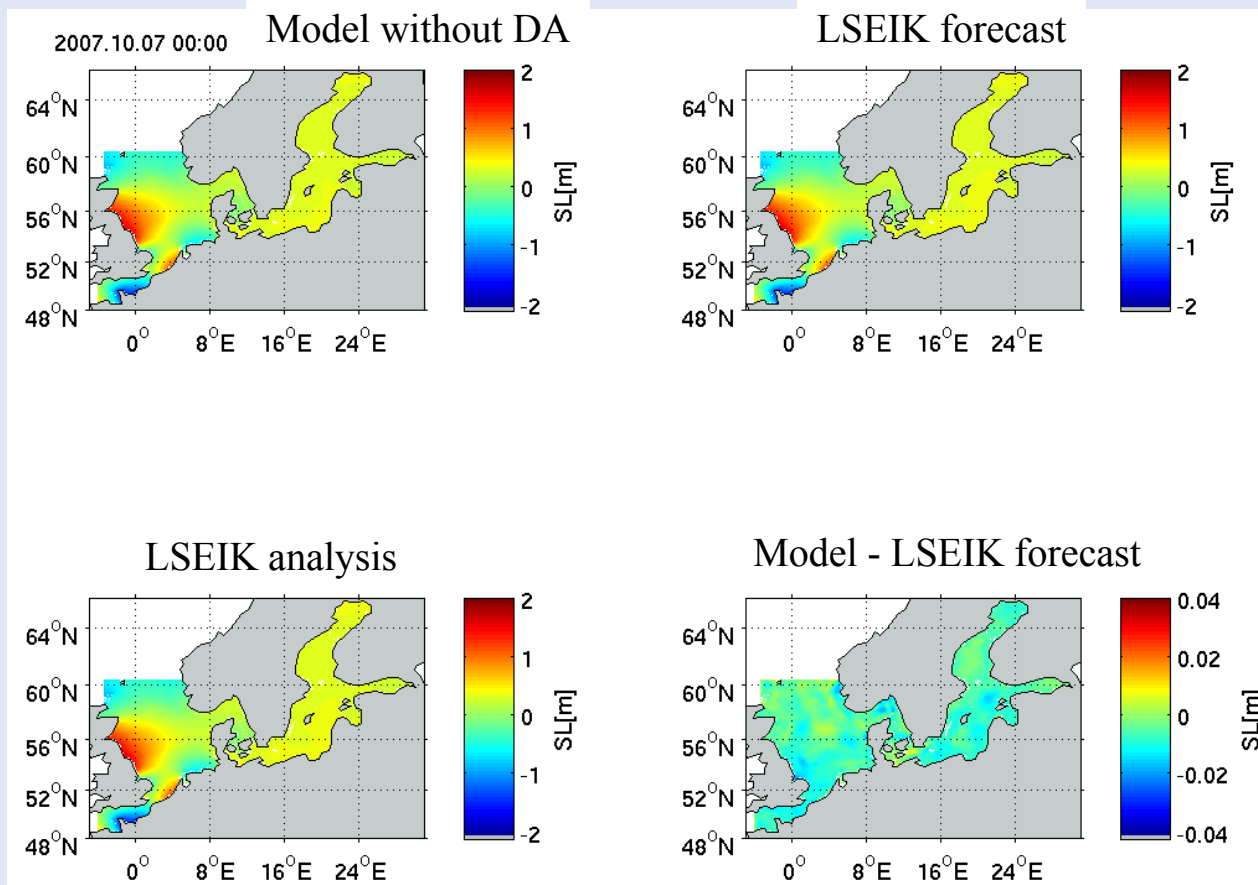 Model without DA
2007.10.07 00:00
64°N
60°N
56°N
52°N
48°N
0° 8°E 16°E 24°E
2
1
0
-1
-2
SL[m]
LSEIK forecast
64°N
60°N
56°N
52°N
48°N
0° 8°E 16°E 24°E
2
1
0
-1
-2
SL[m]
LSEIK analysis
64°N
60°N
56°N
52°N
48°N
0° 8°E 16°E 24°E
2
1
0
-1
-2
SL[m]
Model - LSEIK forecast
64°N
60°N
56°N
52°N
48°N
0° 8°E 16°E 24°E
0.04
0.02
0
-0.02
-0.04
SL[m]